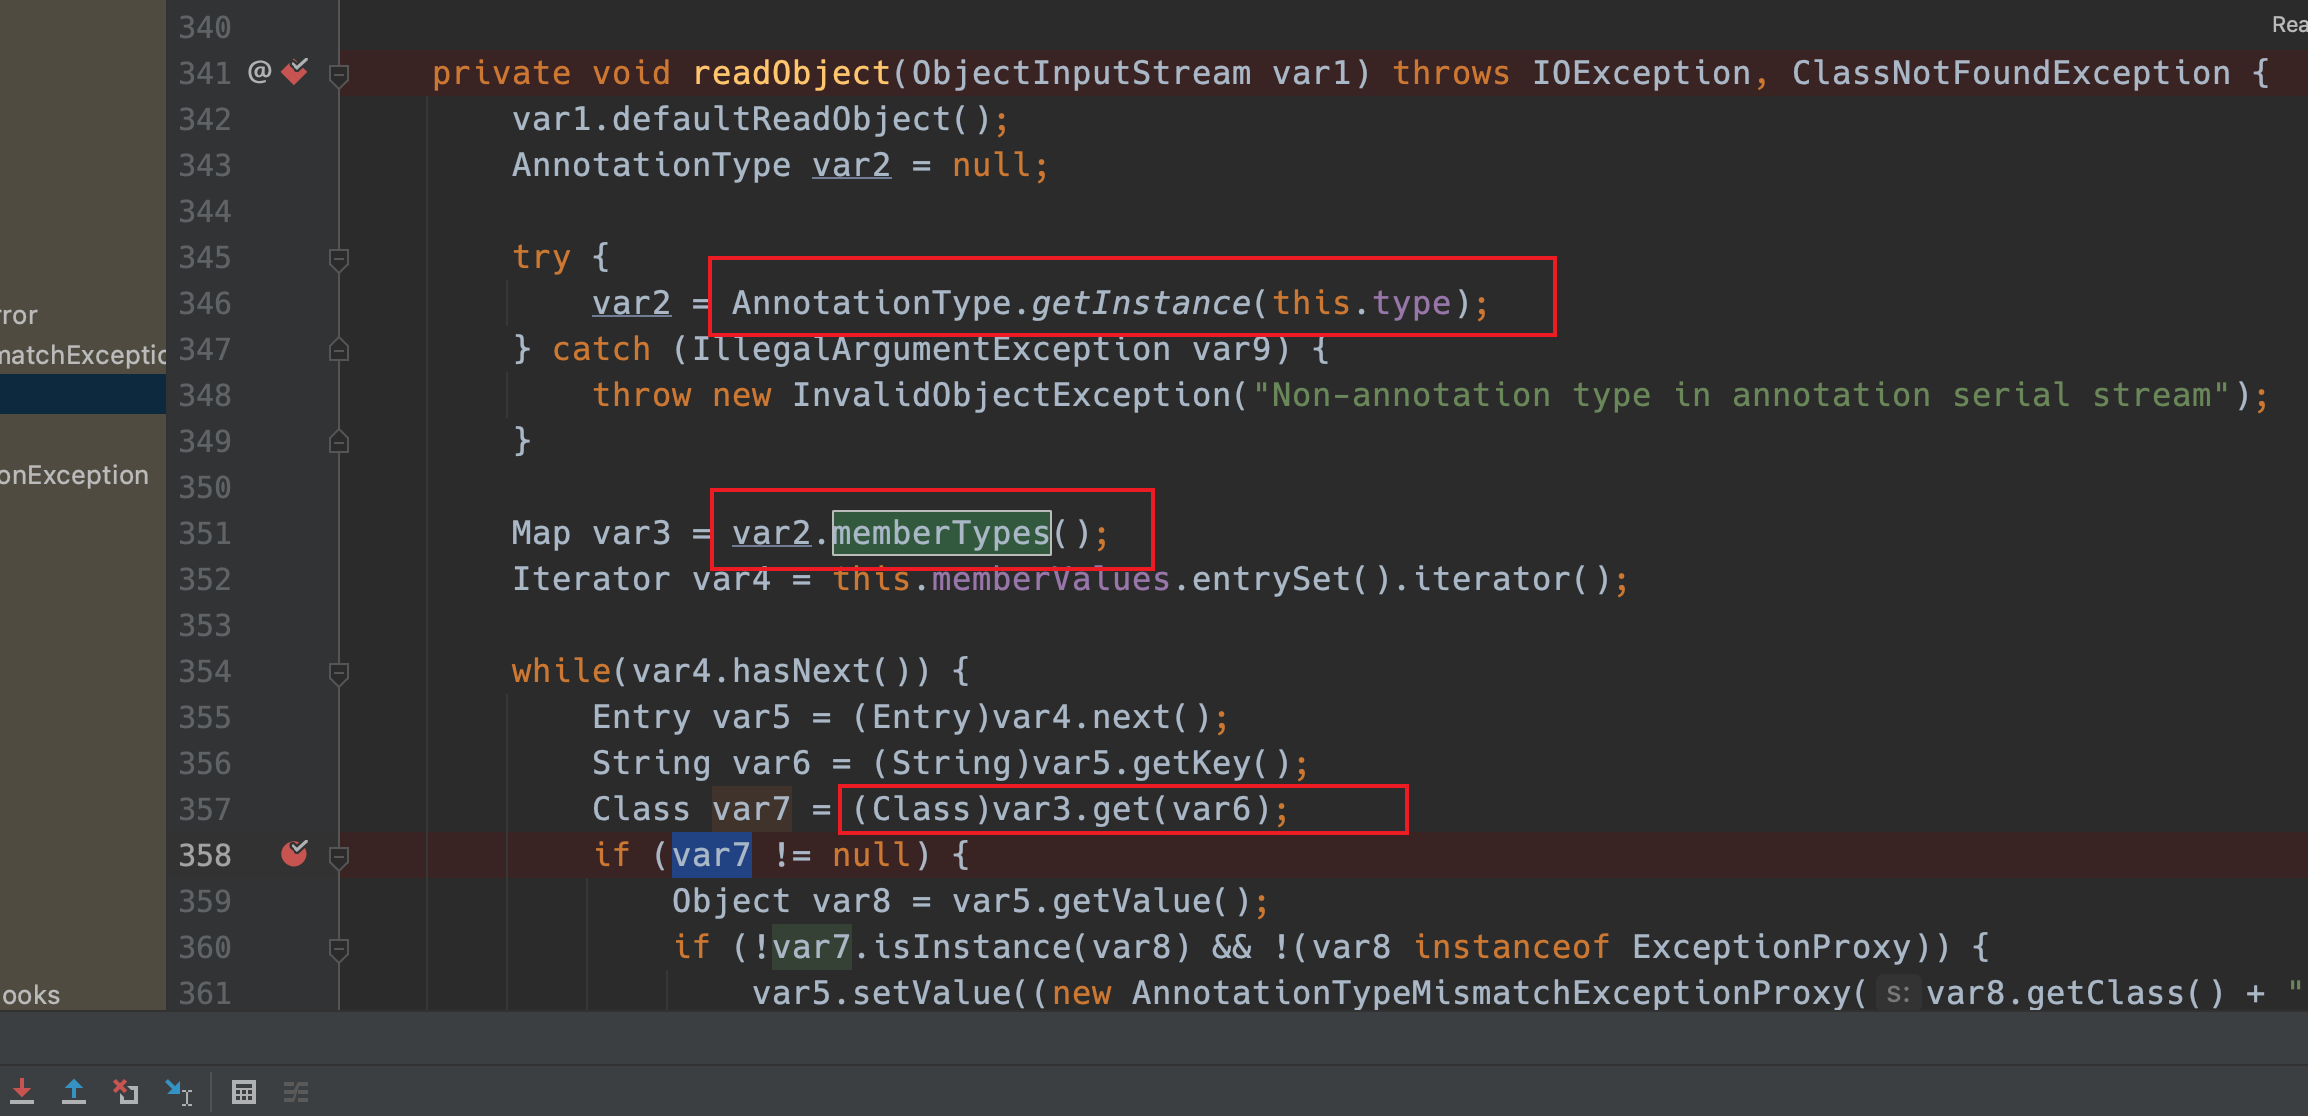 Rea
340
341 @ private void readObject(ObjectInputStream var1) throws IOException, ClassNotFoundException {
342 var1.defaultReadObject();
343 AnnotationType var2 = null;
344
345 try {
346 var2 = AnnotationType.getInstance(this.type);
347 } catch (IllegalArgumentException var9) {
348 throw new InvalidObjectException("Non-annotation type in annotation serial stream");
349 }
350
351 Map var3 = var2.memberTypes();
352 Iterator var4 = this.memberValues.entrySet().iterator();
353
354 while(var4.hasNext()) {
355 Entry var5 = (Entry)var4.next();
356 String var6 = (String)var5.getKey();
357 Class var7 = (Class)var3.get(var6);
358 if (var7 != null) {
359 Object var8 = var5.getValue();
360 if (!var7.isInstance(var8) && !(var8 instanceof ExceptionProxy)) {
361 var5.setValue((new AnnotationTypeMismatchExceptionProxy( s: var8.getClass() + "
ror
matchExceptio
onException
ooks